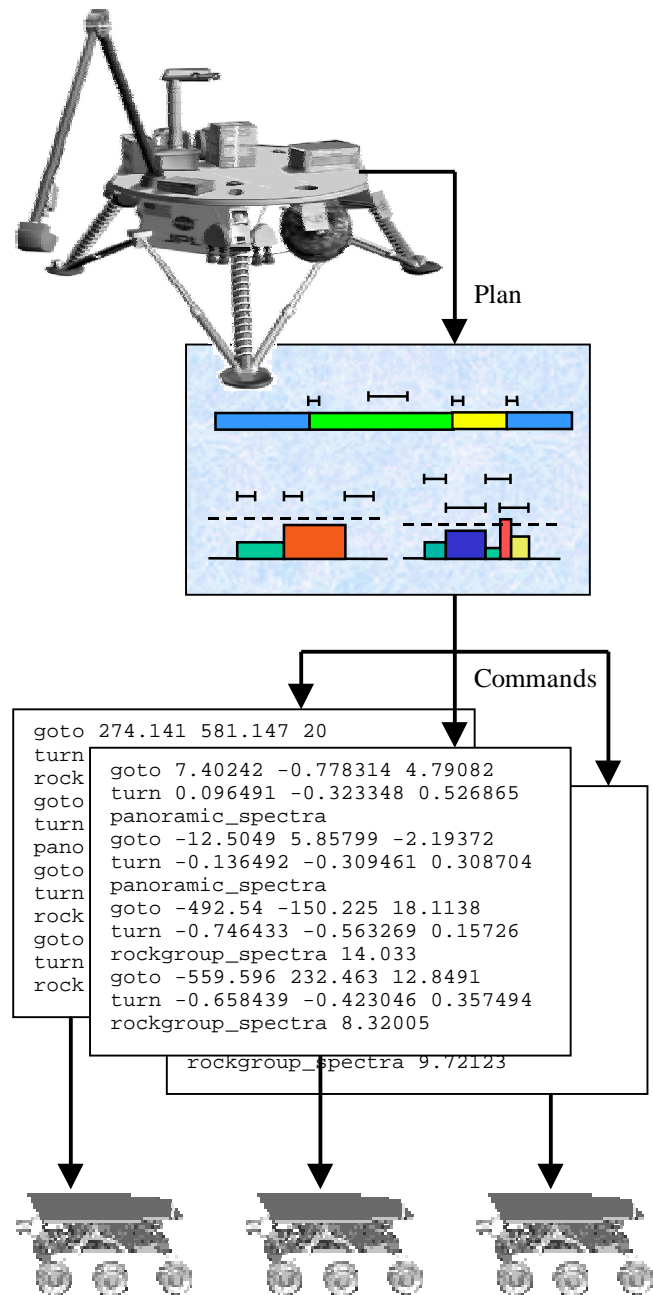 JPL
Plan
Commands
goto 274.141 581.147 20
turn
rock
goto
turn
pano
goto
turn
rock
goto
turn
rock
goto 7.40242 -0.778314 4.79082
turn 0.096491 -0.323348 0.526865
panoramic_spectra
goto -12.5049 5.85799 -2.19372
turn -0.136492 -0.309461 0.308704
panoramic_spectra
goto -492.54 -150.225 18.1138
turn -0.746433 -0.563269 0.15726
rockgroup_spectra 14.033
goto -559.596 232.463 12.8491
turn -0.658439 -0.423046 0.357494
rockgroup_spectra 8.32005
rockgroup_spectra 9.72123